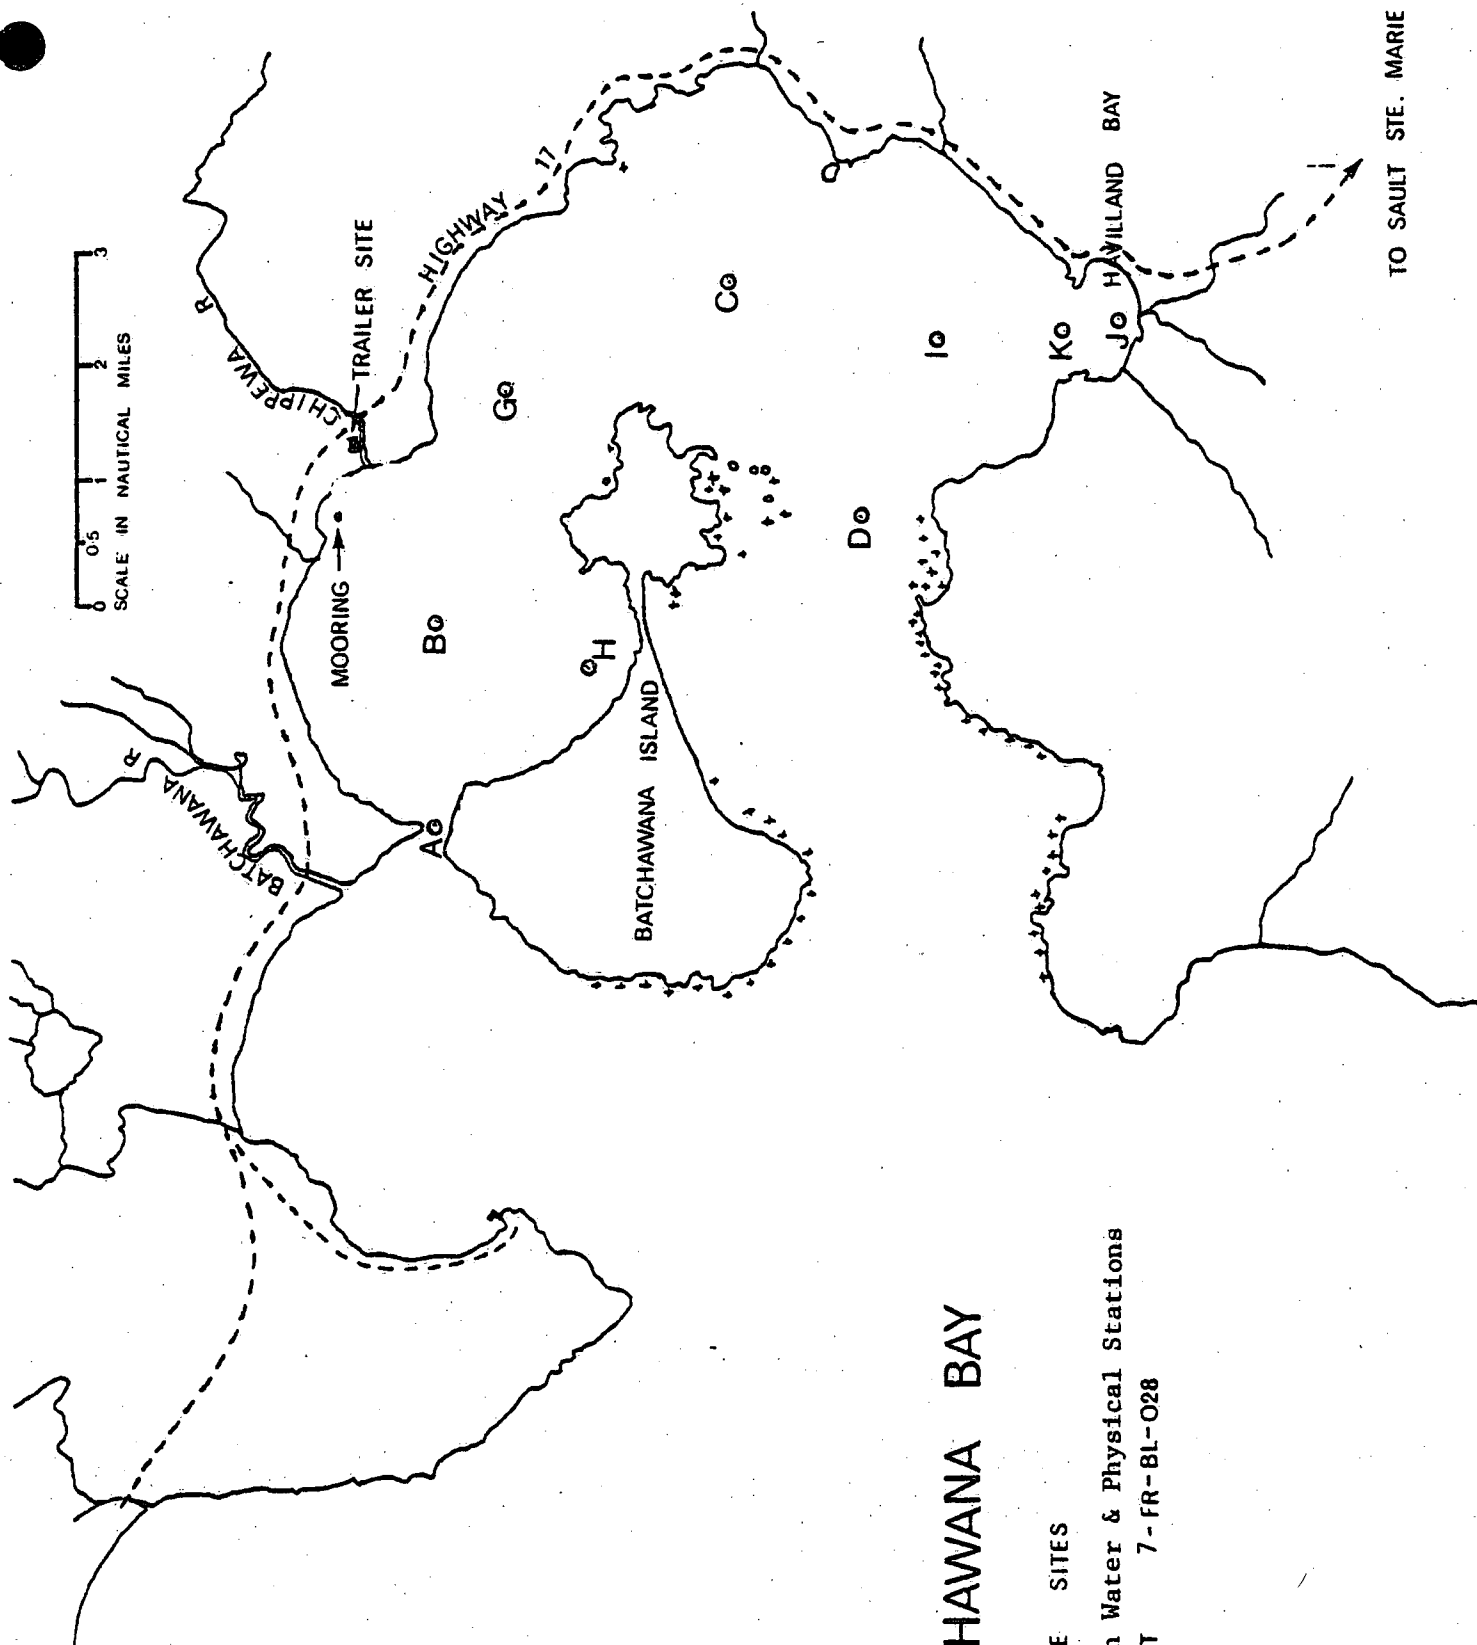 HAWANA BAY
E SITES
n Water & Physical Stations
T 7-FR-BL-028
0 0.5 1 2 3
SCALE IN NAUTICAL MILES
BATCHAWANA R
CHIPPEWA R
TRAILER SITE
HIGHWAY 17
MOORING
A
B
G
H
C
BATCHAWANA ISLAND
D
I
K
J
HAVILLAND BAY
TO SAULT STE. MARIE